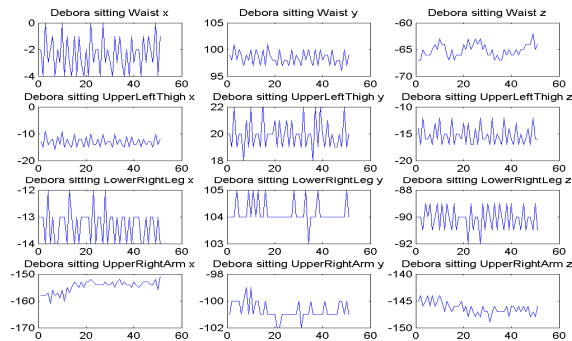 Debora sitting Waist x Debora sitting Waist y Debora sitting Waist z
0 105 -60
-2 100 -65
-4 95 -70
0 20 40 60 0 20 40 60 0 20 40 60
Debora sitting UpperLeftThigh x Debora sitting UpperLeftThigh y Debora sitting UpperLeftThigh z
0 22 -10
-10 20 -15
-20 18 -20
0 20 40 60 0 20 40 60 0 20 40 60
Debora sitting LowerRightLeg x Debora sitting LowerRightLeg y Debora sitting LowerRightLeg z
-12 105 -88
-13 104 -90
-14 103 -92
0 20 40 60 0 20 40 60 0 20 40 60
Debora sitting UpperRightArm x Debora sitting UpperRightArm y Debora sitting UpperRightArm z
-150 -98 -140
-160 -100 -145
-170 -102 -150
0 20 40 60 0 20 40 60 0 20 40 60